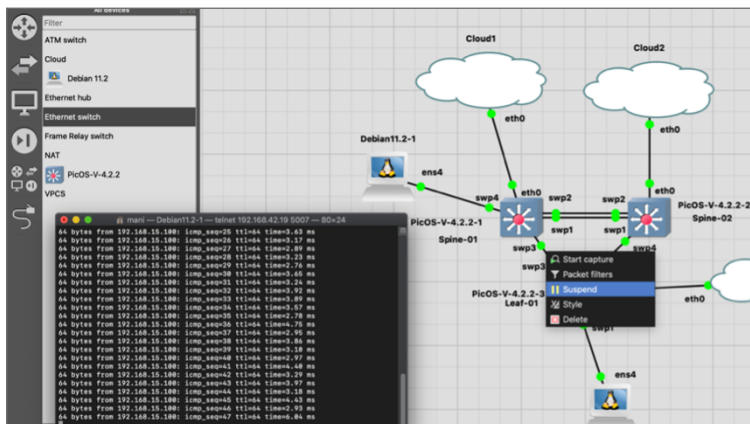 All devices
Filter
ATM switch
Cloud
Debian 11.2
Ethernet hub
Ethernet switch
Frame Relay switch
NAT
PicOS-V-4.2.2
VPCS
Cloud1
Cloud2
eth0
eth0
Debian11.2-1
ens4
swp4
eth0
swp2
swp2
eth0
PicOS-V-4.2.2-1
Spine-01
swp1
swp1
PicOS-V-4.2.2-2
Spine-02
swp3
swp4
swp3
PicOS-V-4.2.2-3
Leaf-01
eth0
swp1
ens4
Start capture
Packet filters
Suspend
Style
Delete
mani — Debian11.2-1 — telnet 192.168.42.19 5007 — 80×24
64 bytes from 192.168.15.100: icmp_seq=25 ttl=64 time=3.63 ms
64 bytes from 192.168.15.100: icmp_seq=26 ttl=64 time=3.17 ms
64 bytes from 192.168.15.100: icmp_seq=27 ttl=64 time=2.89 ms
64 bytes from 192.168.15.100: icmp_seq=28 ttl=64 time=3.23 ms
64 bytes from 192.168.15.100: icmp_seq=29 ttl=64 time=2.76 ms
64 bytes from 192.168.15.100: icmp_seq=30 ttl=64 time=3.65 ms
64 bytes from 192.168.15.100: icmp_seq=31 ttl=64 time=3.24 ms
64 bytes from 192.168.15.100: icmp_seq=32 ttl=64 time=3.92 ms
64 bytes from 192.168.15.100: icmp_seq=33 ttl=64 time=3.89 ms
64 bytes from 192.168.15.100: icmp_seq=34 ttl=64 time=3.57 ms
64 bytes from 192.168.15.100: icmp_seq=35 ttl=64 time=2.78 ms
64 bytes from 192.168.15.100: icmp_seq=36 ttl=64 time=4.75 ms
64 bytes from 192.168.15.100: icmp_seq=37 ttl=64 time=2.95 ms
64 bytes from 192.168.15.100: icmp_seq=38 ttl=64 time=3.86 ms
64 bytes from 192.168.15.100: icmp_seq=39 ttl=64 time=3.10 ms
64 bytes from 192.168.15.100: icmp_seq=40 ttl=64 time=2.97 ms
64 bytes from 192.168.15.100: icmp_seq=41 ttl=64 time=4.40 ms
64 bytes from 192.168.15.100: icmp_seq=42 ttl=64 time=3.29 ms
64 bytes from 192.168.15.100: icmp_seq=43 ttl=64 time=3.97 ms
64 bytes from 192.168.15.100: icmp_seq=44 ttl=64 time=3.18 ms
64 bytes from 192.168.15.100: icmp_seq=45 ttl=64 time=4.43 ms
64 bytes from 192.168.15.100: icmp_seq=46 ttl=64 time=2.93 ms
64 bytes from 192.168.15.100: icmp_seq=47 ttl=64 time=6.04 ms